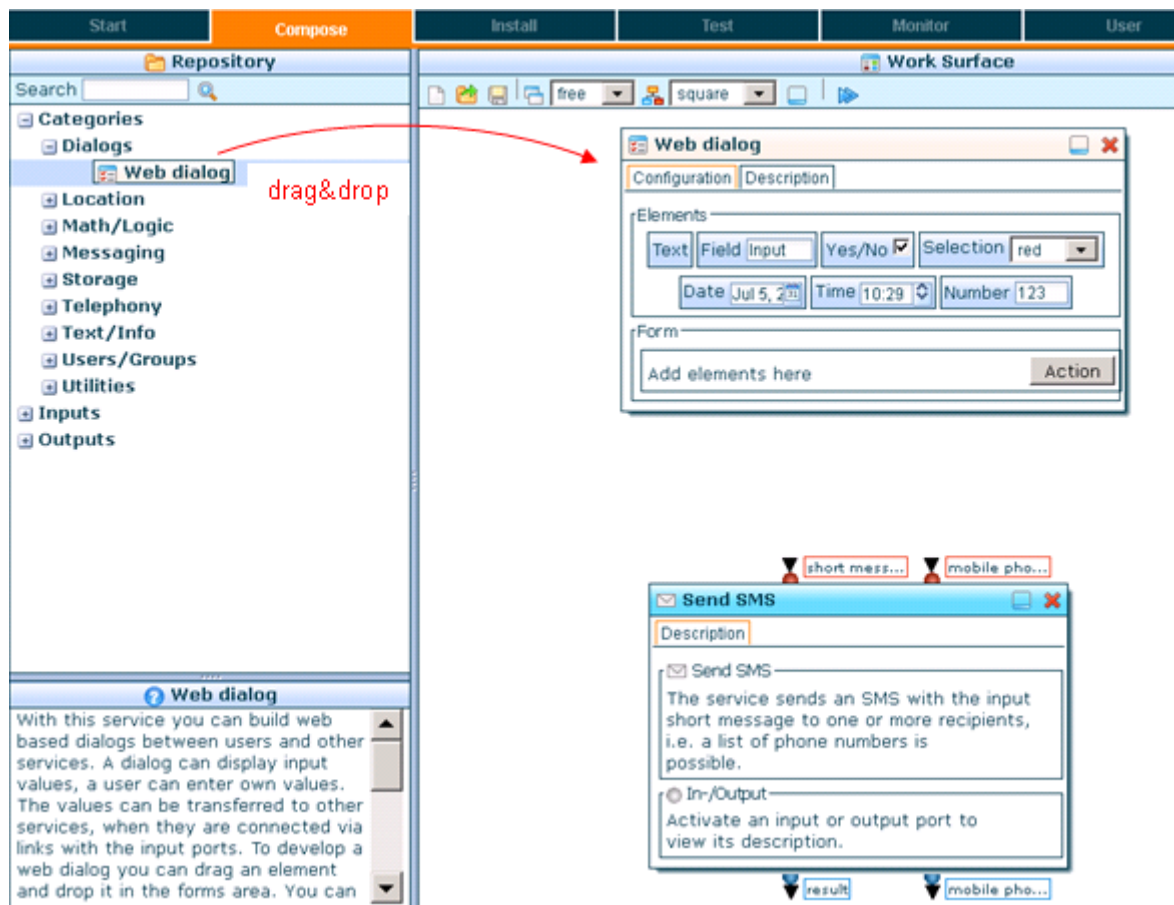 Start Compose Install Test Monitor User
Repository
Work Surface
Search
free square
Categories
Dialogs
Web dialog
Location
Math/Logic
Messaging
Storage
Telephony
Text/Info
Users/Groups
Utilities
Inputs
Outputs
drag&drop
Web dialog
Configuration Description
Elements
Text Field Input Yes/No Selection red
Date Jul 5, 2 Time 10:29 Number 123
Form
Add elements here Action
short mess... mobile pho...
Send SMS
Description
Send SMS
The service sends an SMS with the input
short message to one or more recipients,
i.e. a list of phone numbers is
possible.
In-/Output
Activate an input or output port to
view its description.
result mobile pho...
Web dialog
With this service you can build web
based dialogs between users and other
services. A dialog can display input
values, a user can enter own values.
The values can be transferred to other
services, when they are connected via
links with the input ports. To develop a
web dialog you can drag an element
and drop it in the forms area. You can